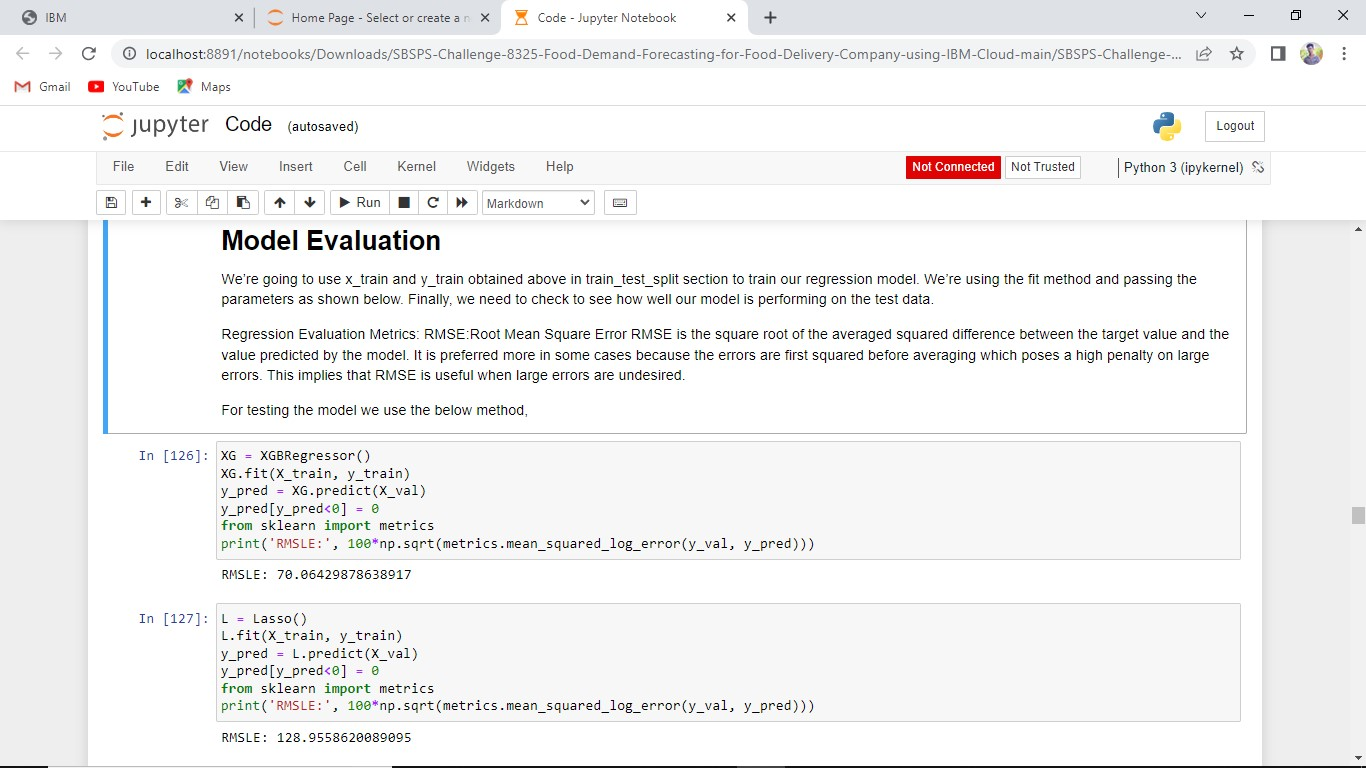 IBM
Home Page - Select or create a n
Code - Jupyter Notebook
localhost:8891/notebooks/Downloads/SBSPS-Challenge-8325-Food-Demand-Forecasting-for-Food-Delivery-Company-using-IBM-Cloud-main/SBSPS-Challenge-...
Gmail YouTube Maps
jupyter Code (autosaved) Logout
File Edit View Insert Cell Kernel Widgets Help Not Connected Not Trusted Python 3 (ipykernel)
Run Markdown
Model Evaluation
We're going to use x_train and y_train obtained above in train_test_split section to train our regression model. We're using the fit method and passing the
parameters as shown below. Finally, we need to check to see how well our model is performing on the test data.
Regression Evaluation Metrics: RMSE:Root Mean Square Error RMSE is the square root of the averaged squared difference between the target value and the
value predicted by the model. It is preferred more in some cases because the errors are first squared before averaging which poses a high penalty on large
errors. This implies that RMSE is useful when large errors are undesired.
For testing the model we use the below method,
In [126]: XG = XGBRegressor()
XG.fit(X_train, y_train)
y_pred = XG.predict(X_val)
y_pred[y_pred<0] = 0
from sklearn import metrics
print('RMSLE:', 100*np.sqrt(metrics.mean_squared_log_error(y_val, y_pred)))
RMSLE: 70.06429878638917
In [127]: L = Lasso()
L.fit(X_train, y_train)
y_pred = L.predict(X_val)
y_pred[y_pred<0] = 0
from sklearn import metrics
print('RMSLE:', 100*np.sqrt(metrics.mean_squared_log_error(y_val, y_pred)))
RMSLE: 128.9558620089095